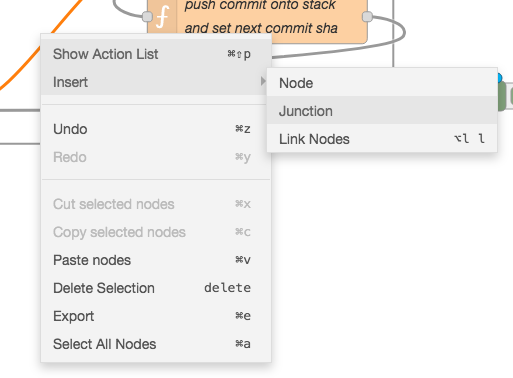 push commit onto stack
and set next commit sha
Show Action List ⌘⇧p
Insert
Node
Junction
Link Nodes ⌥l l
Undo ⌘z
Redo ⌘y
Cut selected nodes ⌘x
Copy selected nodes ⌘c
Paste nodes ⌘v
Delete Selection delete
Export ⌘e
Select All Nodes ⌘a